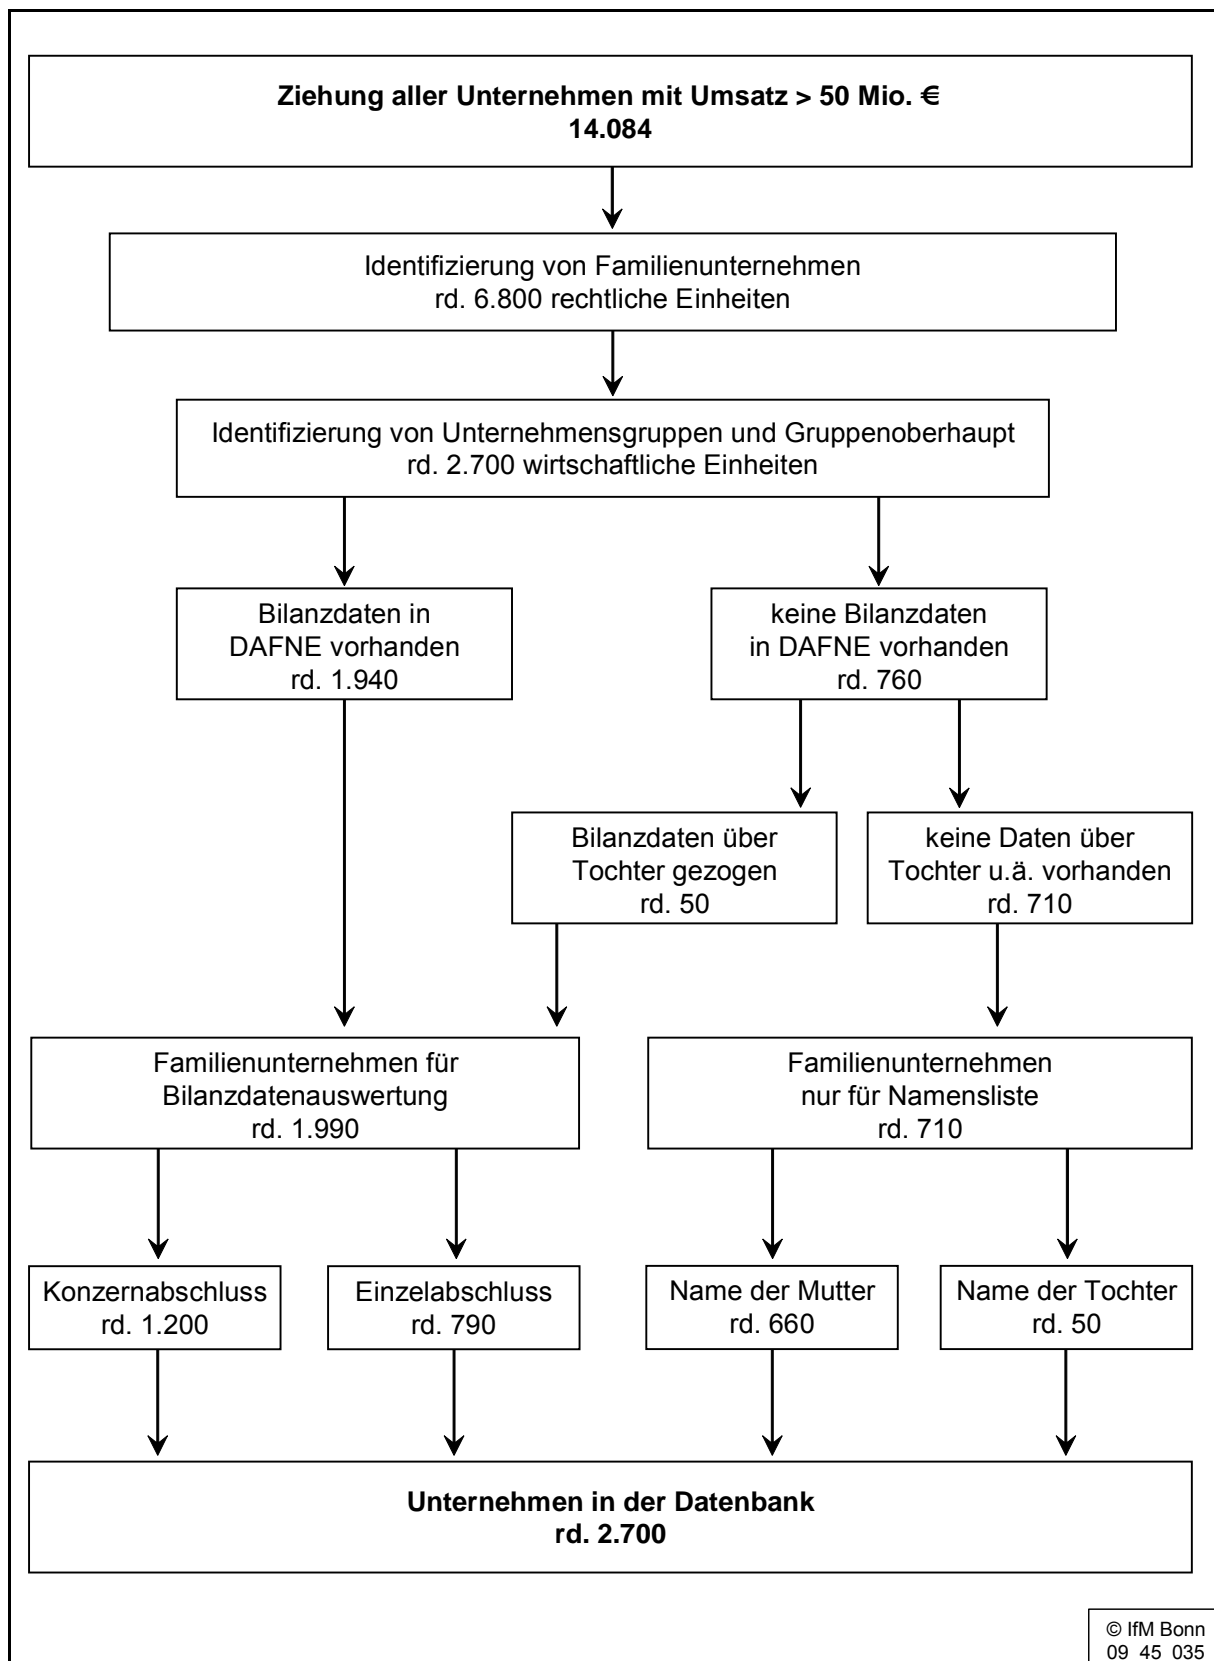 Ziehung aller Unternehmen mit Umsatz > 50 Mio. €
14.084
Identifizierung von Familienunternehmen
rd. 6.800 rechtliche Einheiten
Identifizierung von Unternehmensgruppen und Gruppenoberhaupt
rd. 2.700 wirtschaftliche Einheiten
Bilanzdaten in
DAFNE vorhanden
rd. 1.940
keine Bilanzdaten
in DAFNE vorhanden
rd. 760
Bilanzdaten über
Tochter gezogen
rd. 50
keine Daten über
Tochter u.ä. vorhanden
rd. 710
Familienunternehmen für
Bilanzdatenauswertung
rd. 1.990
Familienunternehmen
nur für Namensliste
rd. 710
Konzernabschluss
rd. 1.200
Einzelabschluss
rd. 790
Name der Mutter
rd. 660
Name der Tochter
rd. 50
Unternehmen in der Datenbank
rd. 2.700
© IfM Bonn
09 45 035